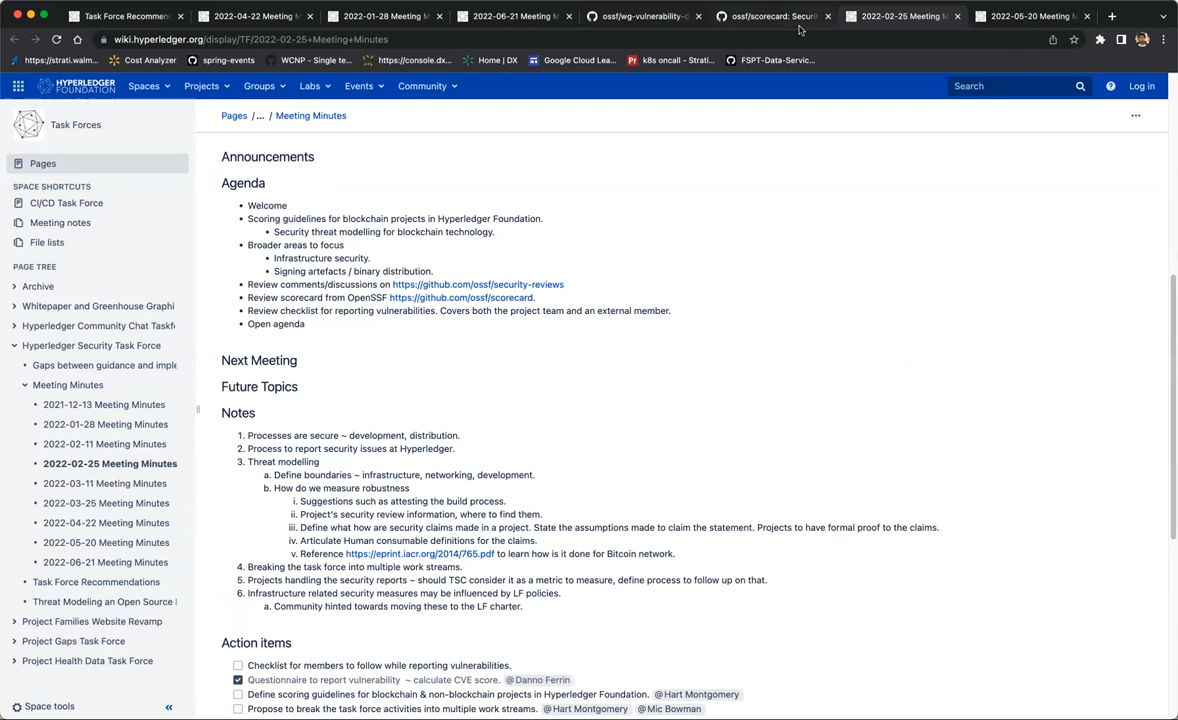 Task Force Recommen
2022-04-22 Meeting M
2022-01-28 Meeting M
2022-06-21 Meeting M
ossf/wg-vulnerability-d
ossf/scorecard: Securit
2022-02-25 Meeting M
2022-05-20 Meeting M
wiki.hyperledger.org/display/TF/2022-02-25+Meeting+Minutes
https://strati.walm...
Cost Analyzer
spring-events
WCNP - Single te...
https://console.dx...
Home | DX
Google Cloud Lea...
k8s oncall - Strati...
FSPT-Data-Servic...
HYPERLEDGER
FOUNDATION
Spaces
Projects
Groups
Labs
Events
Community
Search
Log in
Task Forces
Pages
SPACE SHORTCUTS
CI/CD Task Force
Meeting notes
File lists
PAGE TREE
Archive
Whitepaper and Greenhouse Graphi
Hyperledger Community Chat Taskf
Hyperledger Security Task Force
Gaps between guidance and imple
Meeting Minutes
2021-12-13 Meeting Minutes
2022-01-28 Meeting Minutes
2022-02-11 Meeting Minutes
2022-02-25 Meeting Minutes
2022-03-11 Meeting Minutes
2022-03-25 Meeting Minutes
2022-04-22 Meeting Minutes
2022-05-20 Meeting Minutes
2022-06-21 Meeting Minutes
Task Force Recommendations
Threat Modeling an Open Source
Project Families Website Revamp
Project Gaps Task Force
Project Health Data Task Force
Space tools
Pages /... / Meeting Minutes
Announcements
Agenda
• Welcome
• Scoring guidelines for blockchain projects in Hyperledger Foundation.
• Security threat modelling for blockchain technology.
• Broader areas to focus
• Infrastructure security.
• Signing artefacts / binary distribution.
• Review comments/discussions on https://github.com/ossf/security-reviews
• Review scorecard from OpenSSF https://github.com/ossf/scorecard.
• Review checklist for reporting vulnerabilities. Covers both the project team and an external member.
• Open agenda
Next Meeting
Future Topics
Notes
1. Processes are secure ~ development, distribution.
2. Process to report security issues at Hyperledger.
3. Threat modelling
a. Define boundaries ~ infrastructure, networking, development.
b. How do we measure robustness
i. Suggestions such as attesting the build process.
ii. Project's security review information, where to find them.
iii. Define what how are security claims made in a project. State the assumptions made to claim the statement. Projects to have formal proof to the claims.
iv. Articulate Human consumable definitions for the claims.
v. Reference https://eprint.iacr.org/2014/765.pdf to learn how is it done for Bitcoin network.
4. Breaking the task force into multiple work streams.
5. Projects handling the security reports ~ should TSC consider it as a metric to measure, define process to follow up on that.
6. Infrastructure related security measures may be influenced by LF policies.
a. Community hinted towards moving these to the LF charter.
Action items
Checklist for members to follow while reporting vulnerabilities.
Questionnaire to report vulnerability ~ calculate CVE score. @Danno Ferrin
Define scoring guidelines for blockchain & non-blockchain projects in Hyperledger Foundation. @Hart Montgomery
Propose to break the task force activities into multiple work streams. @Hart Montgomery @Mic Bowman